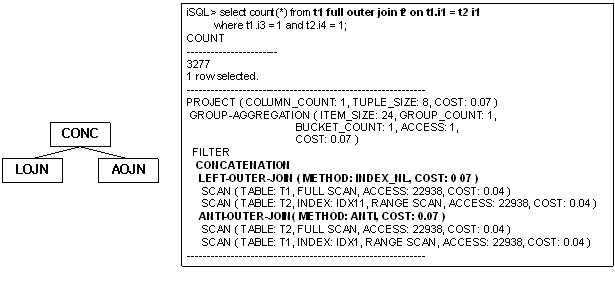 CONC
LOJN AOJN
iSQL> select count(*) from t1 full outer join t2 on t1.i1 = t2 i1
where t1.i3 = 1 and t2.i4 = 1;
COUNT
------------------------
3277
1 row selected.
------------------------------------------------------------
PROJECT ( COLUMN_COUNT: 1, TUPLE_SIZE: 8, COST: 0.07 )
GROUP-AGGREGATION ( ITEM_SIZE: 24, GROUP_COUNT: 1,
BUCKET_COUNT: 1, ACCESS: 1,
COST: 0.07 )
FILTER
CONCATENATION
LEFT-OUTER-JOIN ( METHOD: INDEX_NL, COST: 0 07 )
SCAN ( TABLE: T1, FULL SCAN, ACCESS: 22938, COST: 0.04 )
SCAN ( TABLE: T2, INDEX: IDX11, RANGE SCAN, ACCESS: 22938, COST: 0.04 )
ANTI-OUTER-JOIN( METHOD: ANTI, COST: 0.07 )
SCAN ( TABLE: T2, FULL SCAN, ACCESS: 22938, COST: 0.04 )
SCAN ( TABLE: T1, INDEX: IDX1, RANGE SCAN, ACCESS: 22938, COST: 0.04 )
------------------------------------------------------------